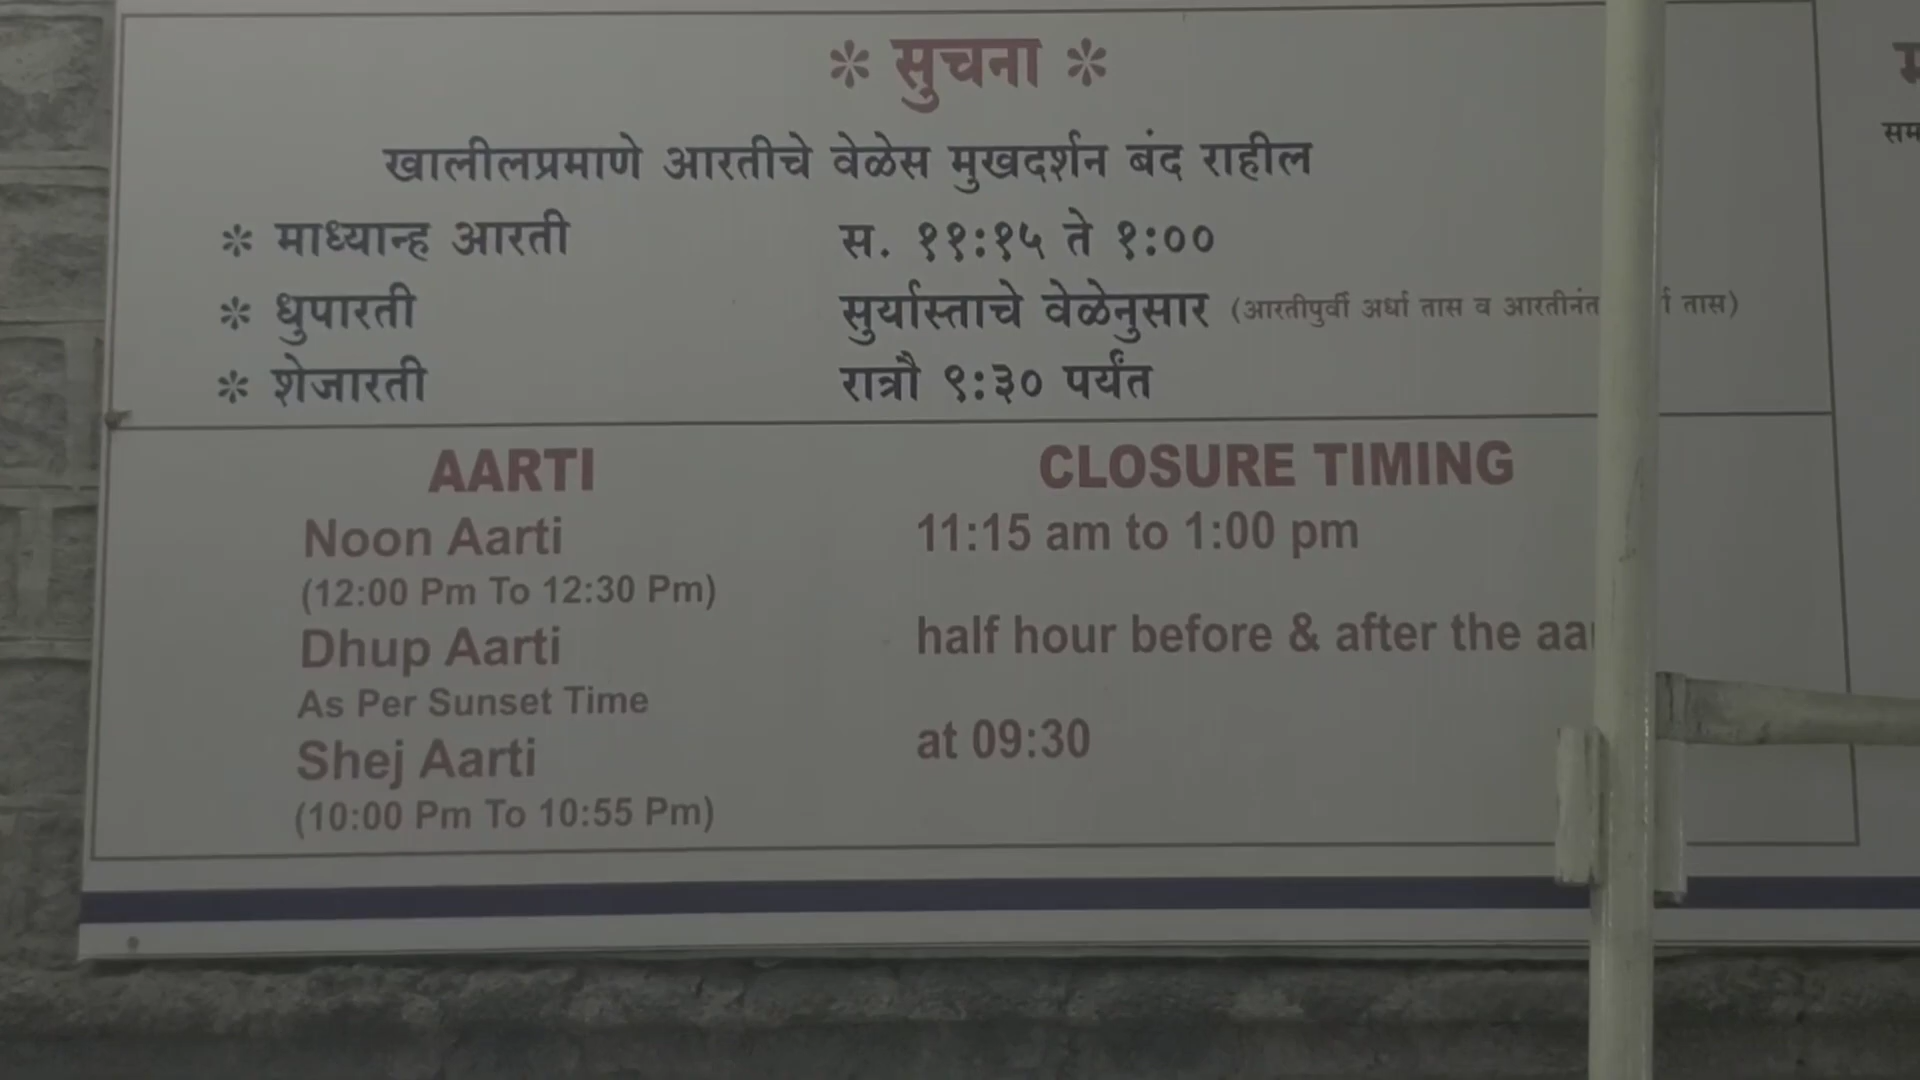 * सुचना *
खालीलप्रमाणे आरतीचे वेळेस मुखदर्शन बंद राहील
* माध्यान्ह आरती स. ११:१५ ते १:००
* धुपारती सुर्यास्ताचे वेळेनुसार (आरतीपुर्वी अर्धा तास व तास)
* शेजारती रात्रौ ९:३० पर्यंत
AARTI CLOSURE TIMING
Noon Aarti 11:15 am to 1:00 pm
(12:00 Pm To 12:30 Pm)
Dhup Aarti half hour before & after the
As Per Sunset Time
Shej Aarti at 09:30
(10:00 Pm To 10:55 Pm)